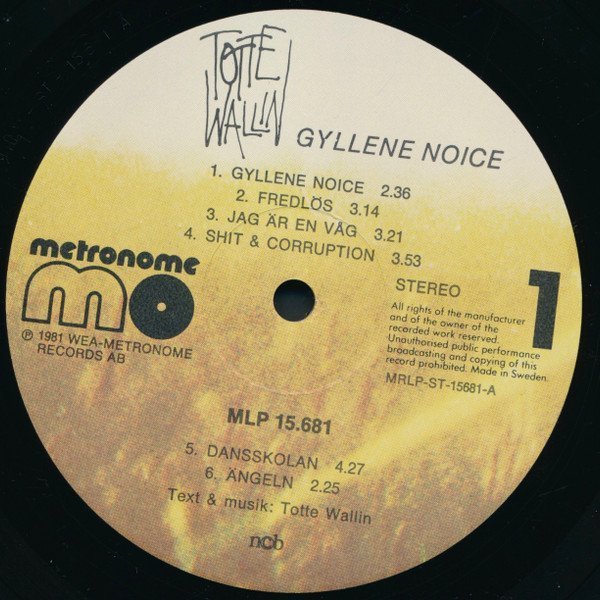 TOTTE
WALLIN
GYLLENE NOICE
1. GYLLENE NOICE 2.36
2. FREDLÖS 3.14
3. JAG ÄR EN VÅG 3.21
4. SHIT & CORRUPTION 3.53
metronome
mo
℗ 1981 WEA-METRONOME
RECORDS AB
STEREO
1
All rights of the manufacturer
and of the owner of the
recorded work reserved.
Unauthorised public performance
broadcasting and copying of this
record prohibited. Made in Sweden.
MRLP-ST-15681-A
MLP 15.681
5. DANSSKOLAN 4.27
6. ÄNGELN 2.25
Text & musik: Totte Wallin
ncb